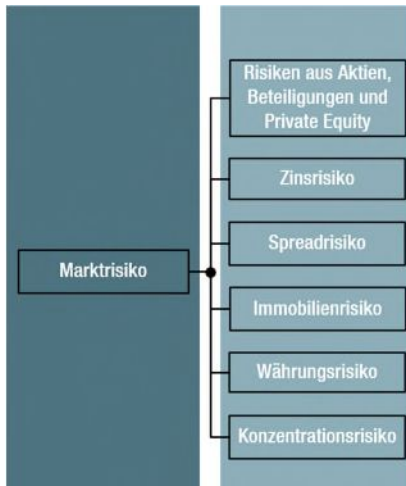 Marktrisiko
Risiken aus Aktien,
Beteiligungen und
Private Equity
Zinsrisiko
Spreadrisiko
Immobilienrisiko
Währungsrisiko
Konzentrationsrisiko